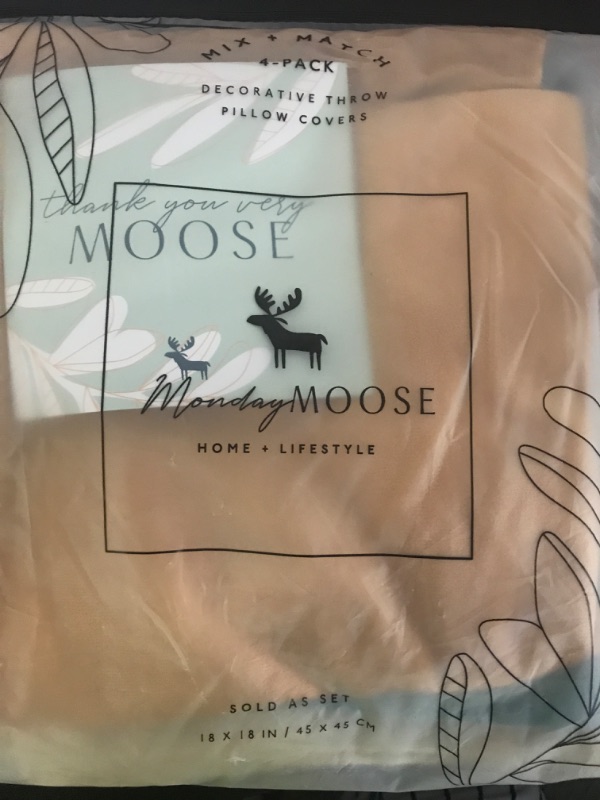 MIX + MATCH
4-PACK
DECORATIVE THROW
PILLOW COVERS
thank you very
MOOSE
MondayMOOSE
HOME + LIFESTYLE
SOLD AS SET
18 X 18 IN / 45 X 45 CM